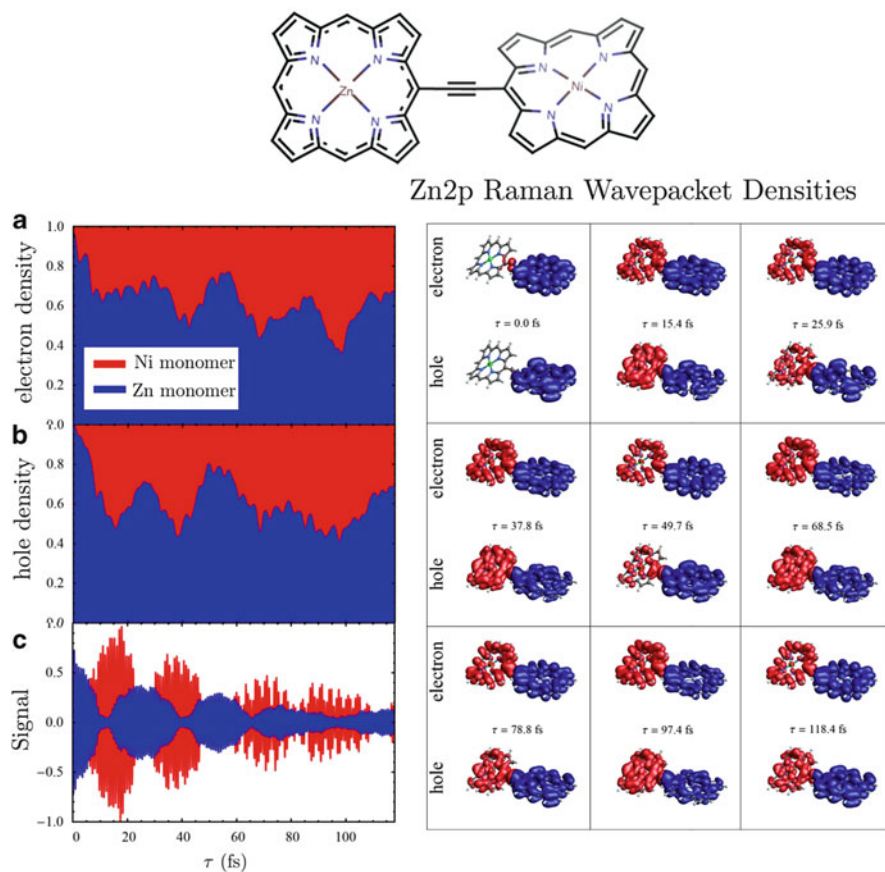 N
N
N
N
Zn
N
N
N
N
Ni
Zn2p Raman Wavepacket Densities
a
electron density
1.0
0.8
0.6
0.4
0.2
Ni monomer
Zn monomer
b
hole density
0.8
0.6
0.4
0.2
c
Signal
0.5
0.0
-0.5
-1.0
0 20 40 60 80 100
τ (fs)
electron
τ = 0.0 fs τ = 15.4 fs τ = 25.9 fs
hole
electron
τ = 37.8 fs τ = 49.7 fs τ = 68.5 fs
hole
electron
τ = 78.8 fs τ = 97.4 fs τ = 118.4 fs
hole